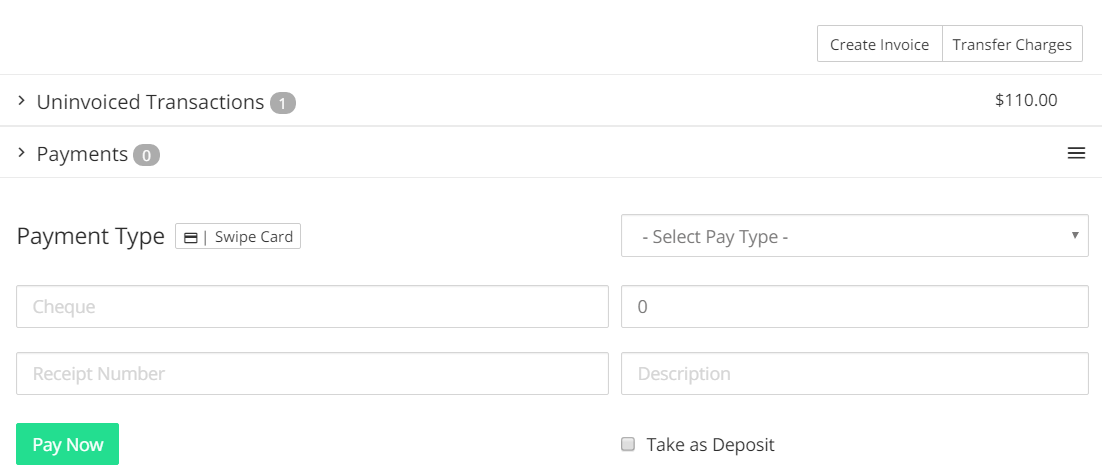 Create Invoice Transfer Charges
Uninvoiced Transactions 1 $110.00
Payments 0
Payment Type | Swipe Card - Select Pay Type -
Cheque 0
Receipt Number Description
Pay Now Take as Deposit